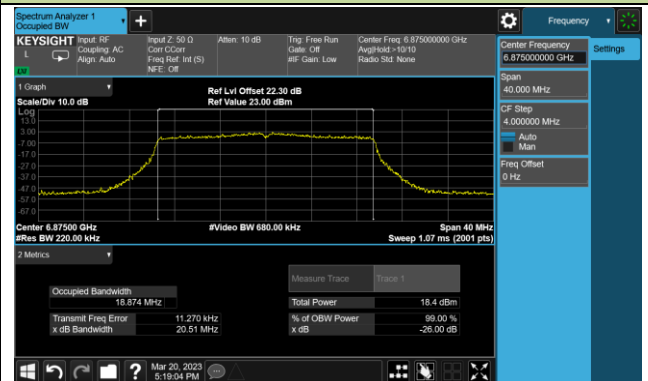 Spectrum Analyzer 1
Occupied BW
Frequency
KEYSIGHT
Input: RF
Coupling: AC
Align: Auto
Input Z: 50 Ω
Corr CCorr
Freq Ref: Int (S)
NFE: Off
Atten: 10 dB
Trig: Free Run
Gate: Off
#IF Gain: Low
Center Freq: 6.875000000 GHz
Avg|Hold:>10/10
Radio Std: None
L
LXI
Center Frequency
6.875000000 GHz
Settings
Span
40.000 MHz
CF Step
4.000000 MHz
Auto
Man
Freq Offset
0 Hz
1 Graph
Scale/Div 10.0 dB
Ref Lvl Offset 22.30 dB
Ref Value 23.00 dBm
Log
13.0
3.00
-7.00
-17.0
-27.0
-37.0
-47.0
-57.0
-67.0
Center 6.87500 GHz
#Video BW 680.00 kHz
Span 40 MHz
#Res BW 220.00 kHz
Sweep 1.07 ms (2001 pts)
2 Metrics
Measure Trace
Trace 1
Occupied Bandwidth
18.874 MHz
Total Power
18.4 dBm
Transmit Freq Error
11.270 kHz
% of OBW Power
99.00 %
x dB Bandwidth
20.51 MHz
x dB
-26.00 dB
Mar 20, 2023
5:19:04 PM